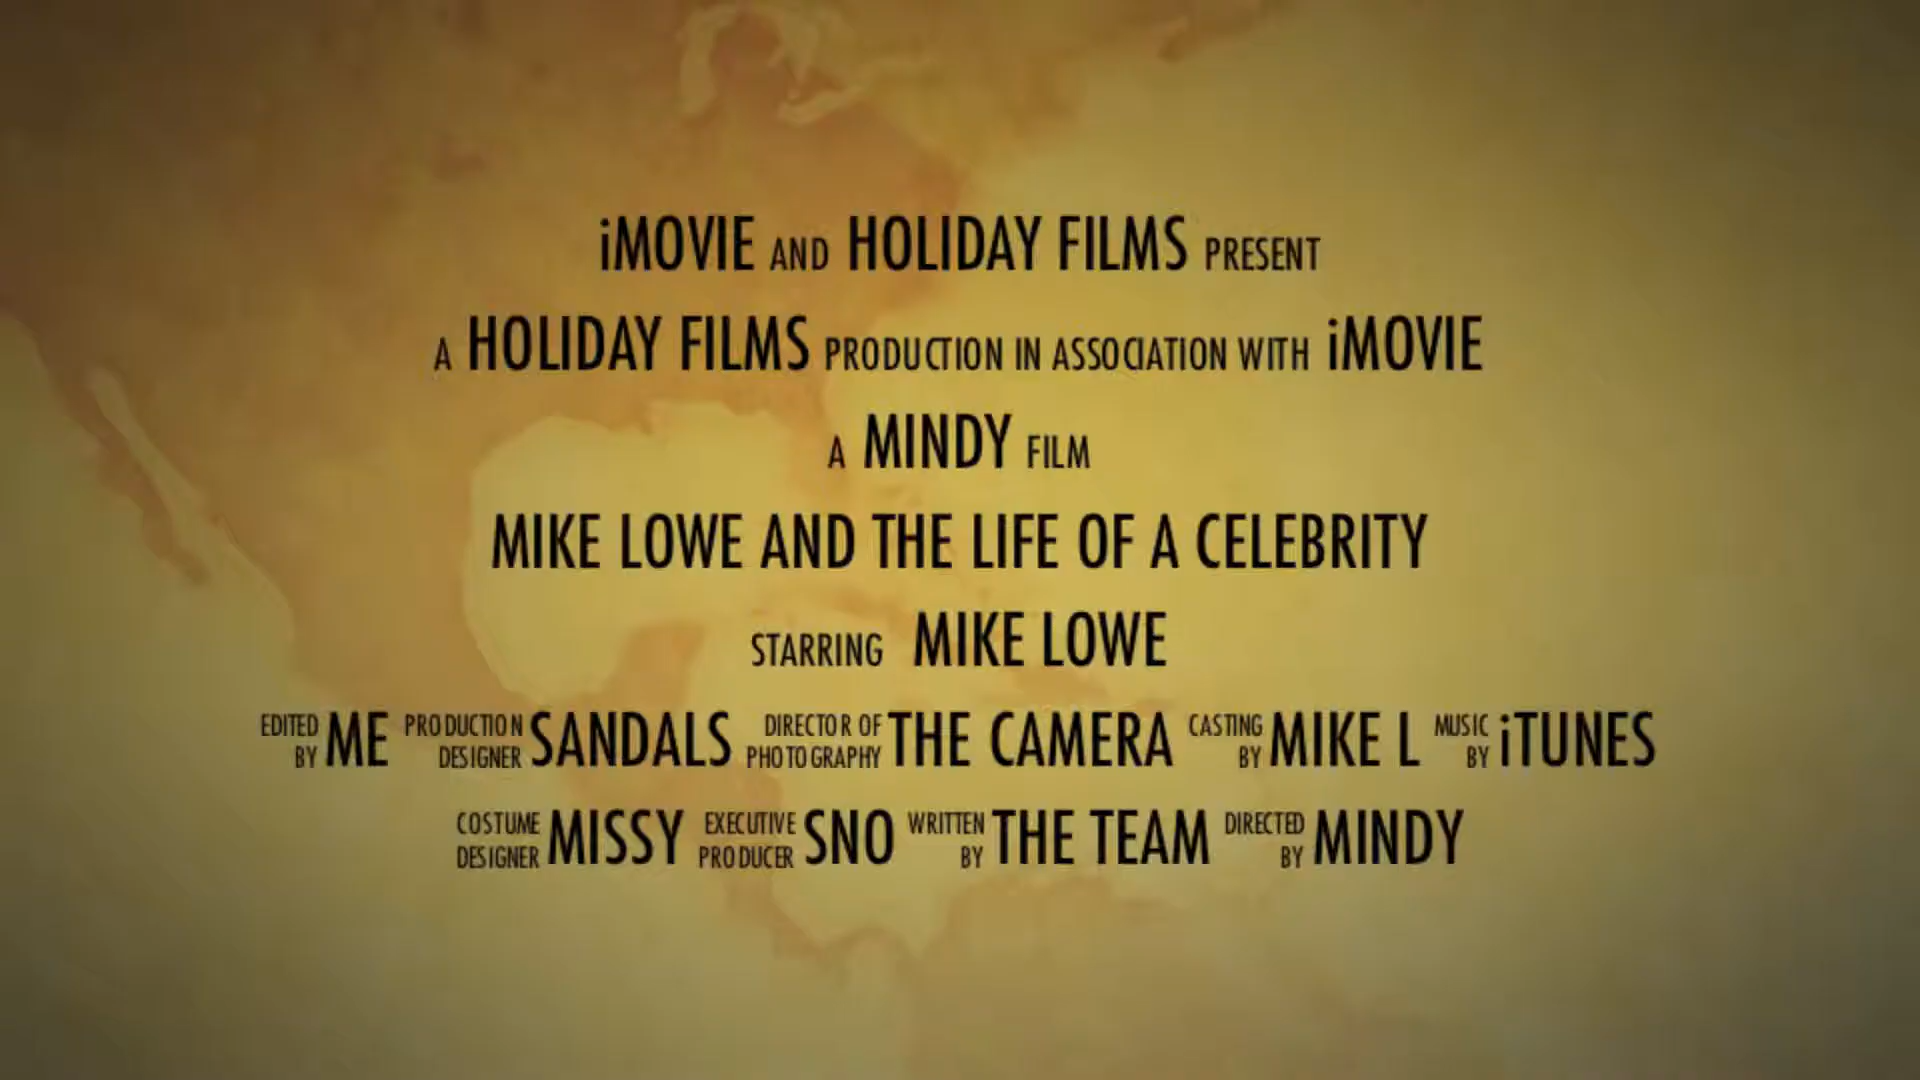 iMOVIE AND HOLIDAY FILMS PRESENT
A HOLIDAY FILMS PRODUCTION IN ASSOCIATION WITH iMOVIE
A MINDY FILM
MIKE LOWE AND THE LIFE OF A CELEBRITY
STARRING MIKE LOWE
EDITED BY ME PRODUCTION DESIGNER SANDALS DIRECTOR OF PHOTOGRAPHY THE CAMERA CASTING BY MIKE L MUSIC BY iTUNES
COSTUME DESIGNER MISSY EXECUTIVE PRODUCER SNO WRITTEN BY THE TEAM DIRECTED BY MINDY